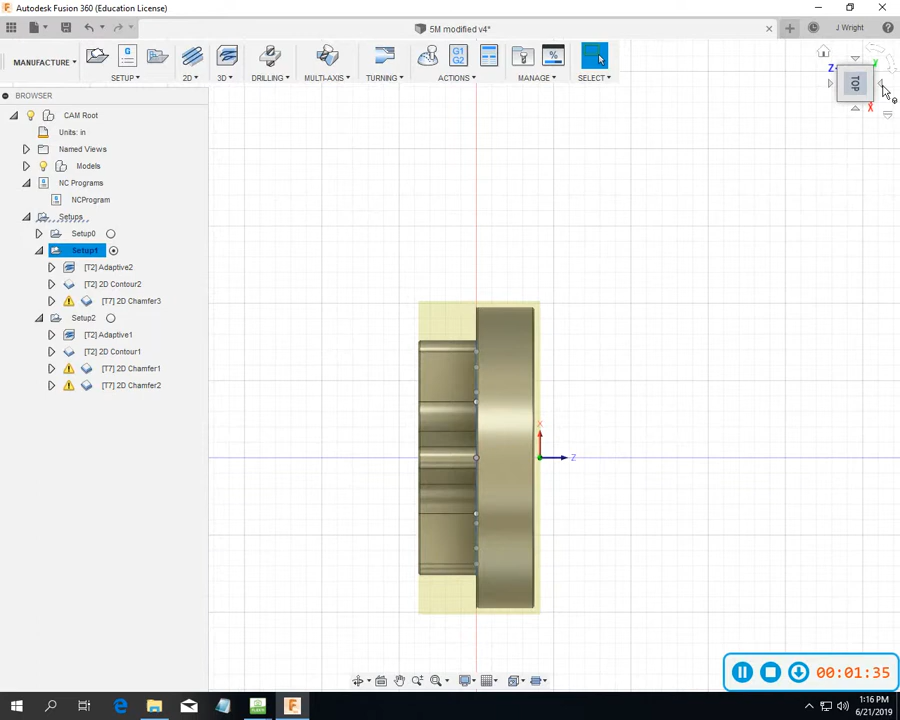 Autodesk Fusion 360 (Education License)
5M modified v4*
J Wright
MANUFACTURE
G1
G2
SETUP
2D
3D
DRILLING
MULTI-AXIS
TURNING
ACTIONS
MANAGE
SELECT
BROWSER
CAM Root
Units: in
Named Views
Models
NC Programs
NCProgram
Setups
Setup0
Setup1
[T2] Adaptive2
[T2] 2D Contour2
[T7] 2D Chamfer3
Setup2
[T2] Adaptive1
[T2] 2D Contour1
[T7] 2D Chamfer1
[T7] 2D Chamfer2
Z
Y
TOP
X
X
Z
00:01:35
1:16 PM
6/21/2019